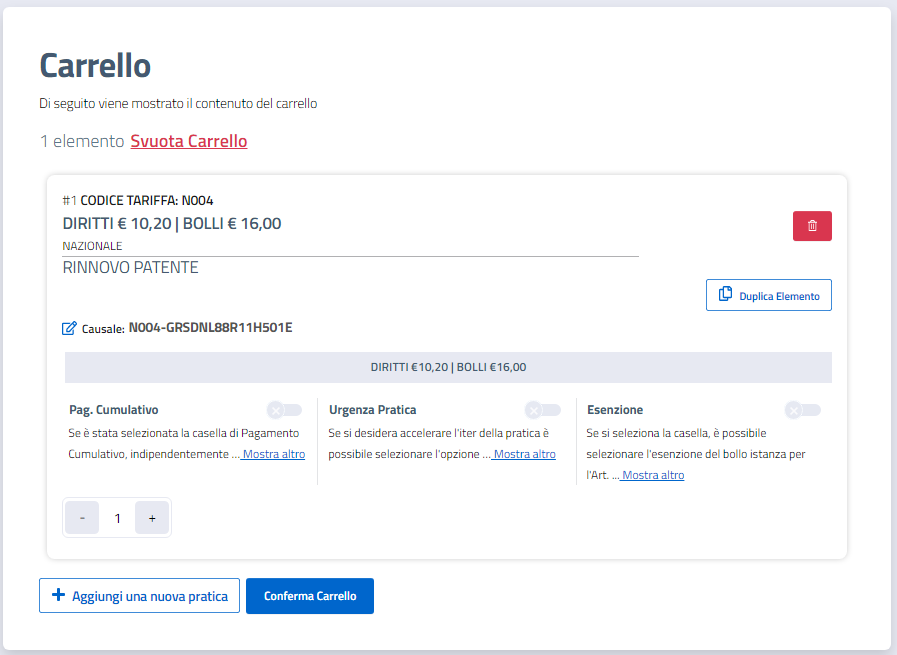 Carrello
Di seguito viene mostrato il contenuto del carrello
1 elemento Svuota Carrello
#1 CODICE TARIFFA: N004
DIRITTI € 10,20 | BOLLI € 16,00
NAZIONALE
RINNOVO PATENTE
Duplica Elemento
Causale: N004-GRSDNL88R11H501E
DIRITTI €10,20 | BOLLI €16,00
Pag. Cumulativo
Se è stata selezionata la casella di Pagamento
Cumulativo, indipendentemente ... Mostra altro
Urgenza Pratica
Se si desidera accelerare l'iter della pratica è
possibile selezionare l'opzione ... Mostra altro
Esenzione
Se si seleziona la casella, è possibile
selezionare l'esenzione del bollo istanza per
l'Art. ... Mostra altro
- 1 +
Aggiungi una nuova pratica
Conferma Carrello